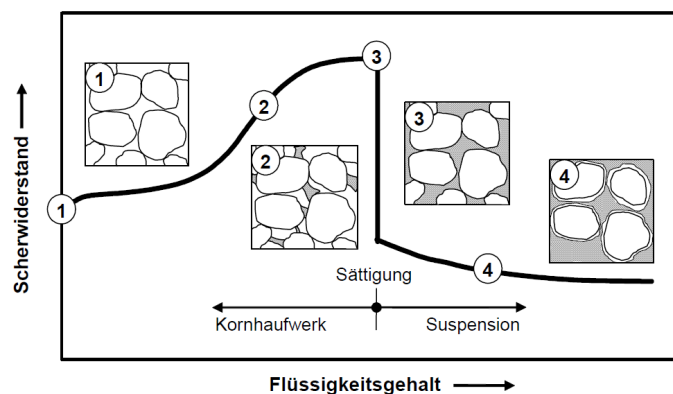 Scherwiderstand
1
1
2
2
3
3
4
4
Sättigung
Kornhaufwerk
Suspension
Flüssigkeitsgehalt